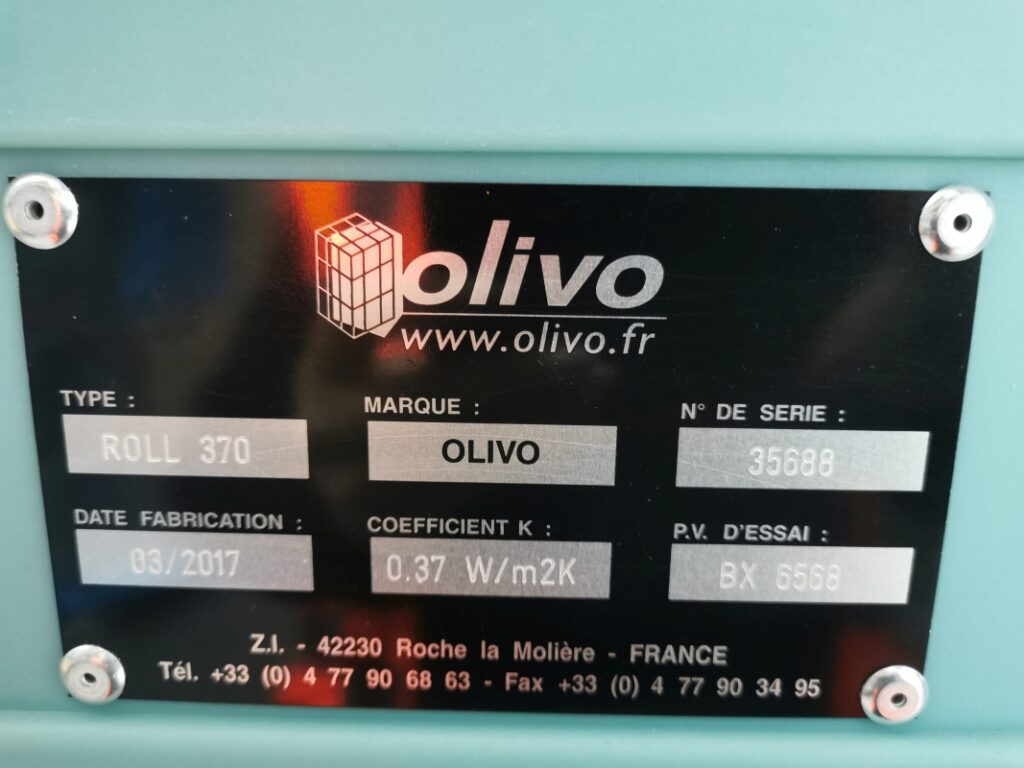 olivo
www.olivo.fr
TYPE : MARQUE : N° DE SERIE :
ROLL 370 OLIVO 35688
DATE FABRICATION : COEFFICIENT K : P.V. D'ESSAI :
03/2017 0.37 W/m2K BX 6568
Z.I. - 42230 Roche la Molière - FRANCE
Tél. +33 (0) 4 77 90 68 63 - Fax +33 (0) 4 77 90 34 95